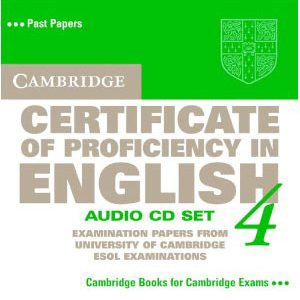 Past Papers
CAMBRIDGE
CERTIFICATE
OF PROFICIENCY IN
ENGLISH
AUDIO CD SET 4
EXAMINATION PAPERS FROM
UNIVERSITY OF CAMBRIDGE
ESOL EXAMINATIONS
Cambridge Books for Cambridge Exams